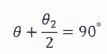 θ + θ₂/2 = 90°